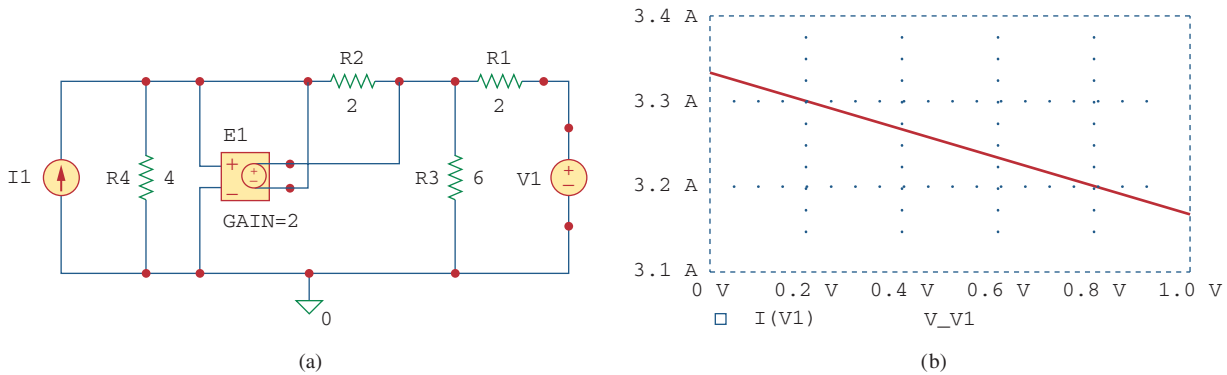 R2
R1
2
2
E1
+
−
+
−
I1
R4
4
R3
6
V1
+
−
GAIN=2
0
(a)
3.4 A
3.3 A
3.2 A
3.1 A
0 V
0.2 V
0.4 V
0.6 V
0.8 V
1.0 V
I(V1)
V_V1
(b)